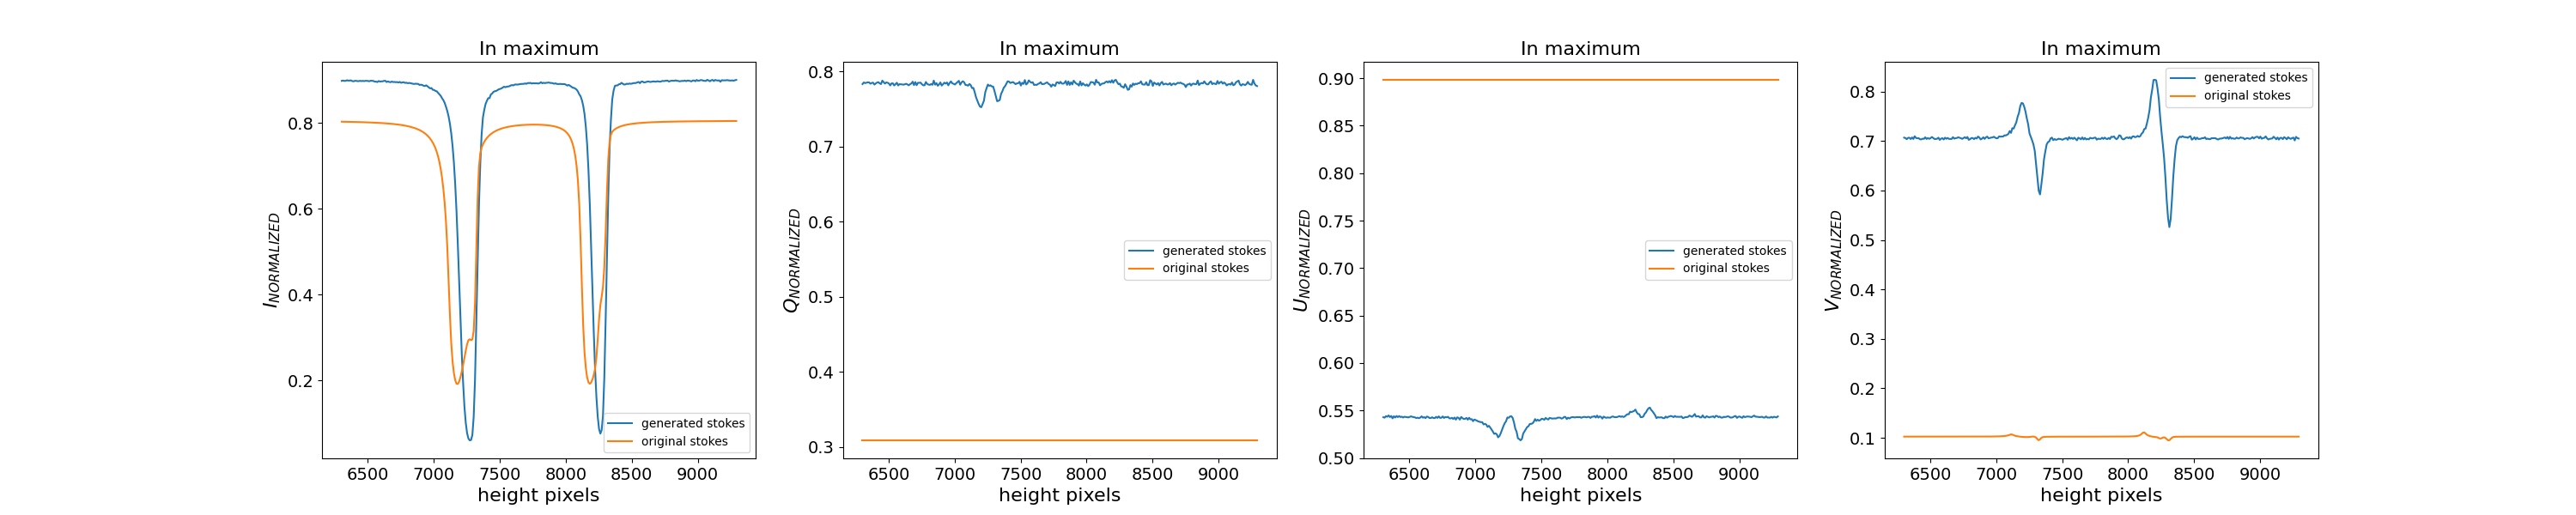 In maximum
In maximum
In maximum
In maximum
I_NORMALIZED
0.8
0.6
0.4
0.2
generated stokes
original stokes
6500 7000 7500 8000 8500 9000
height pixels
Q_NORMALIZED
0.8
0.7
0.6
0.5
0.4
0.3
generated stokes
original stokes
6500 7000 7500 8000 8500 9000
height pixels
U_NORMALIZED
0.90
0.85
0.80
0.75
0.70
0.65
0.60
0.55
0.50
generated stokes
original stokes
6500 7000 7500 8000 8500 9000
height pixels
V_NORMALIZED
0.8
0.7
0.6
0.5
0.4
0.3
0.2
0.1
generated stokes
original stokes
6500 7000 7500 8000 8500 9000
height pixels